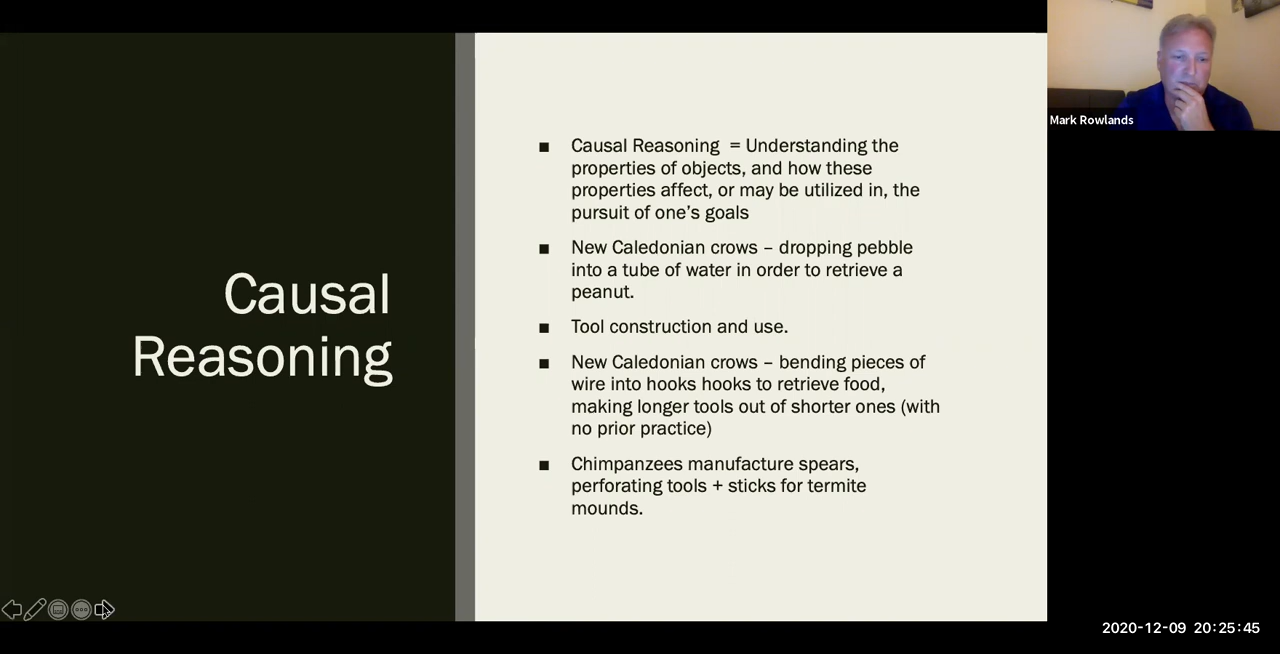 Causal
Reasoning
■ Causal Reasoning = Understanding the
properties of objects, and how these
properties affect, or may be utilized in, the
pursuit of one’s goals
■ New Caledonian crows – dropping pebble
into a tube of water in order to retrieve a
peanut.
■ Tool construction and use.
■ New Caledonian crows – bending pieces of
wire into hooks hooks to retrieve food,
making longer tools out of shorter ones (with
no prior practice)
■ Chimpanzees manufacture spears,
perforating tools + sticks for termite
mounds.
Mark Rowlands
2020-12-09 20:25:45